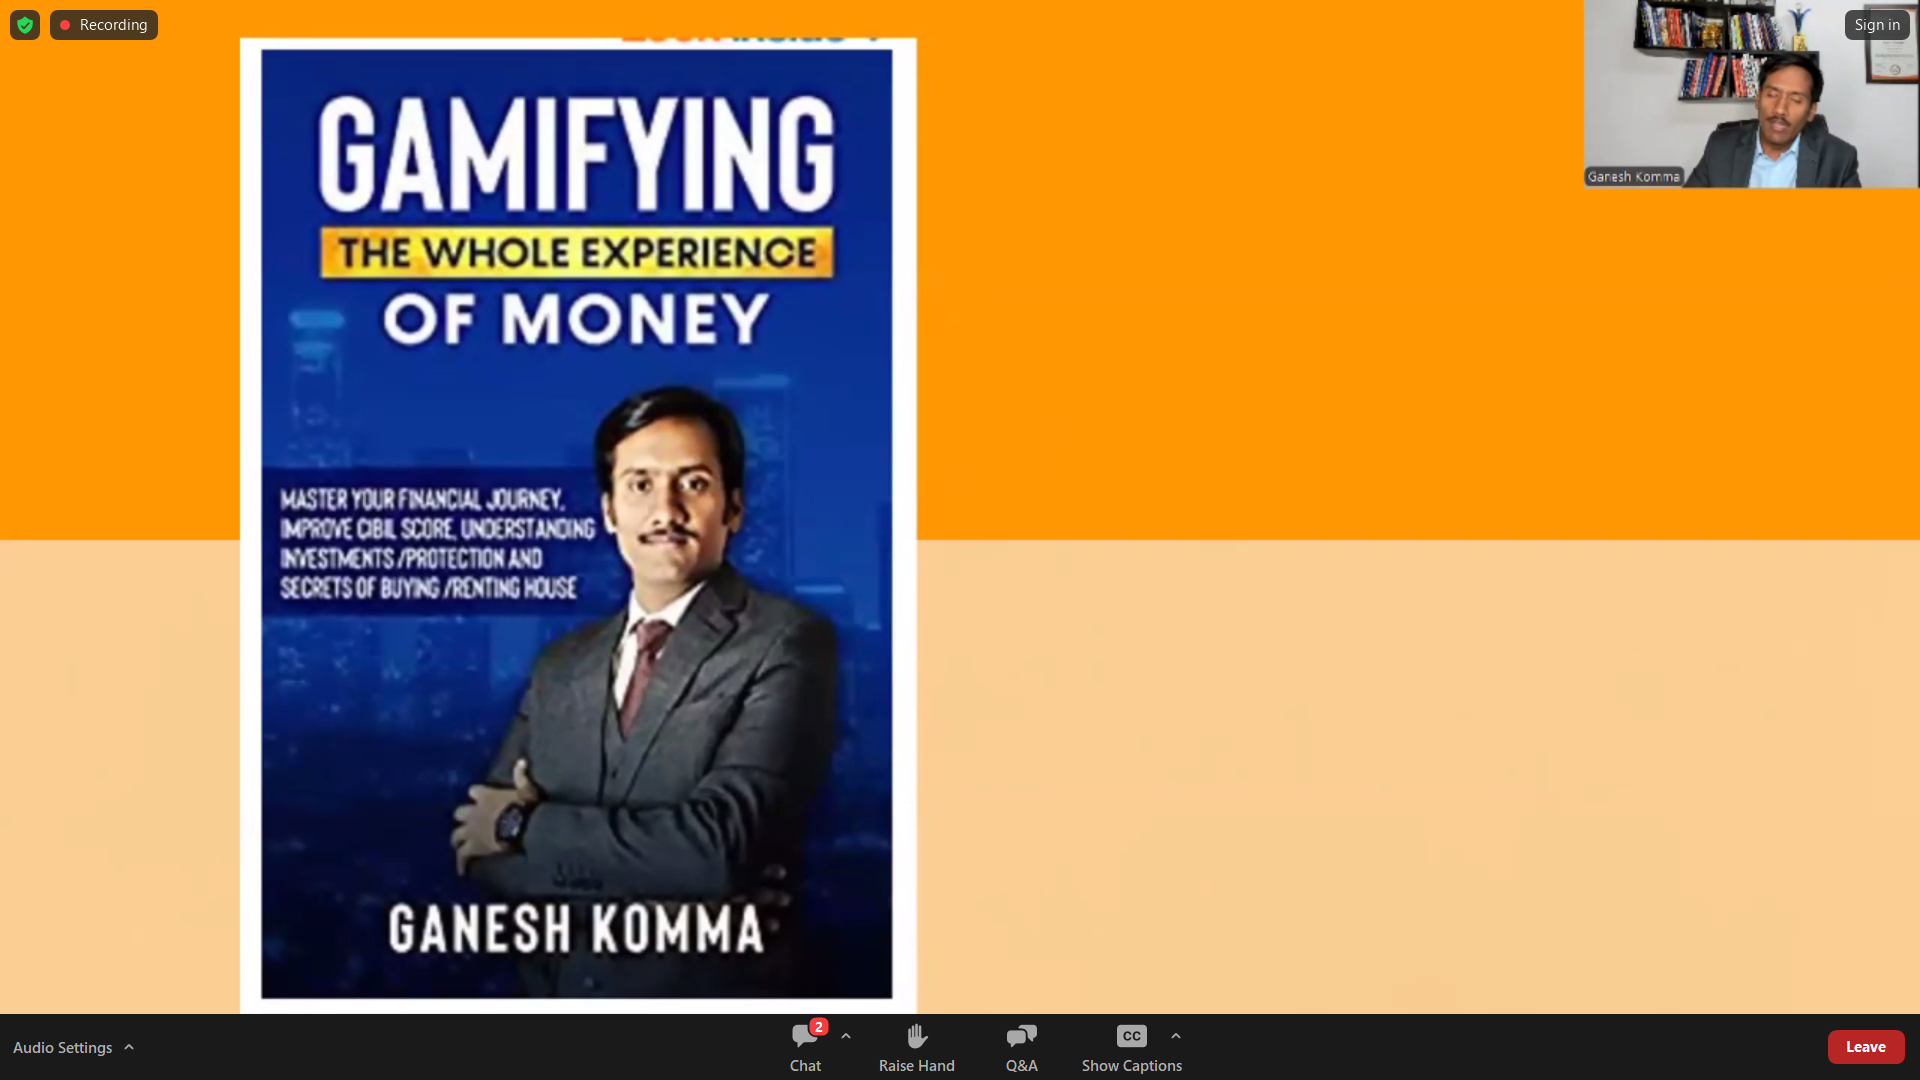 Recording
Sign in
GAMIFYING
THE WHOLE EXPERIENCE
OF MONEY
MASTER YOUR FINANCIAL JOURNEY,
IMPROVE CIBIL SCORE, UNDERSTANDING
INVESTMENTS /PROTECTION AND
SECRETS OF BUYING /RENTING HOUSE
GANESH KOMMA
Ganesh Komma
Audio Settings
2
Chat
Raise Hand
Q&A
CC
Show Captions
Leave